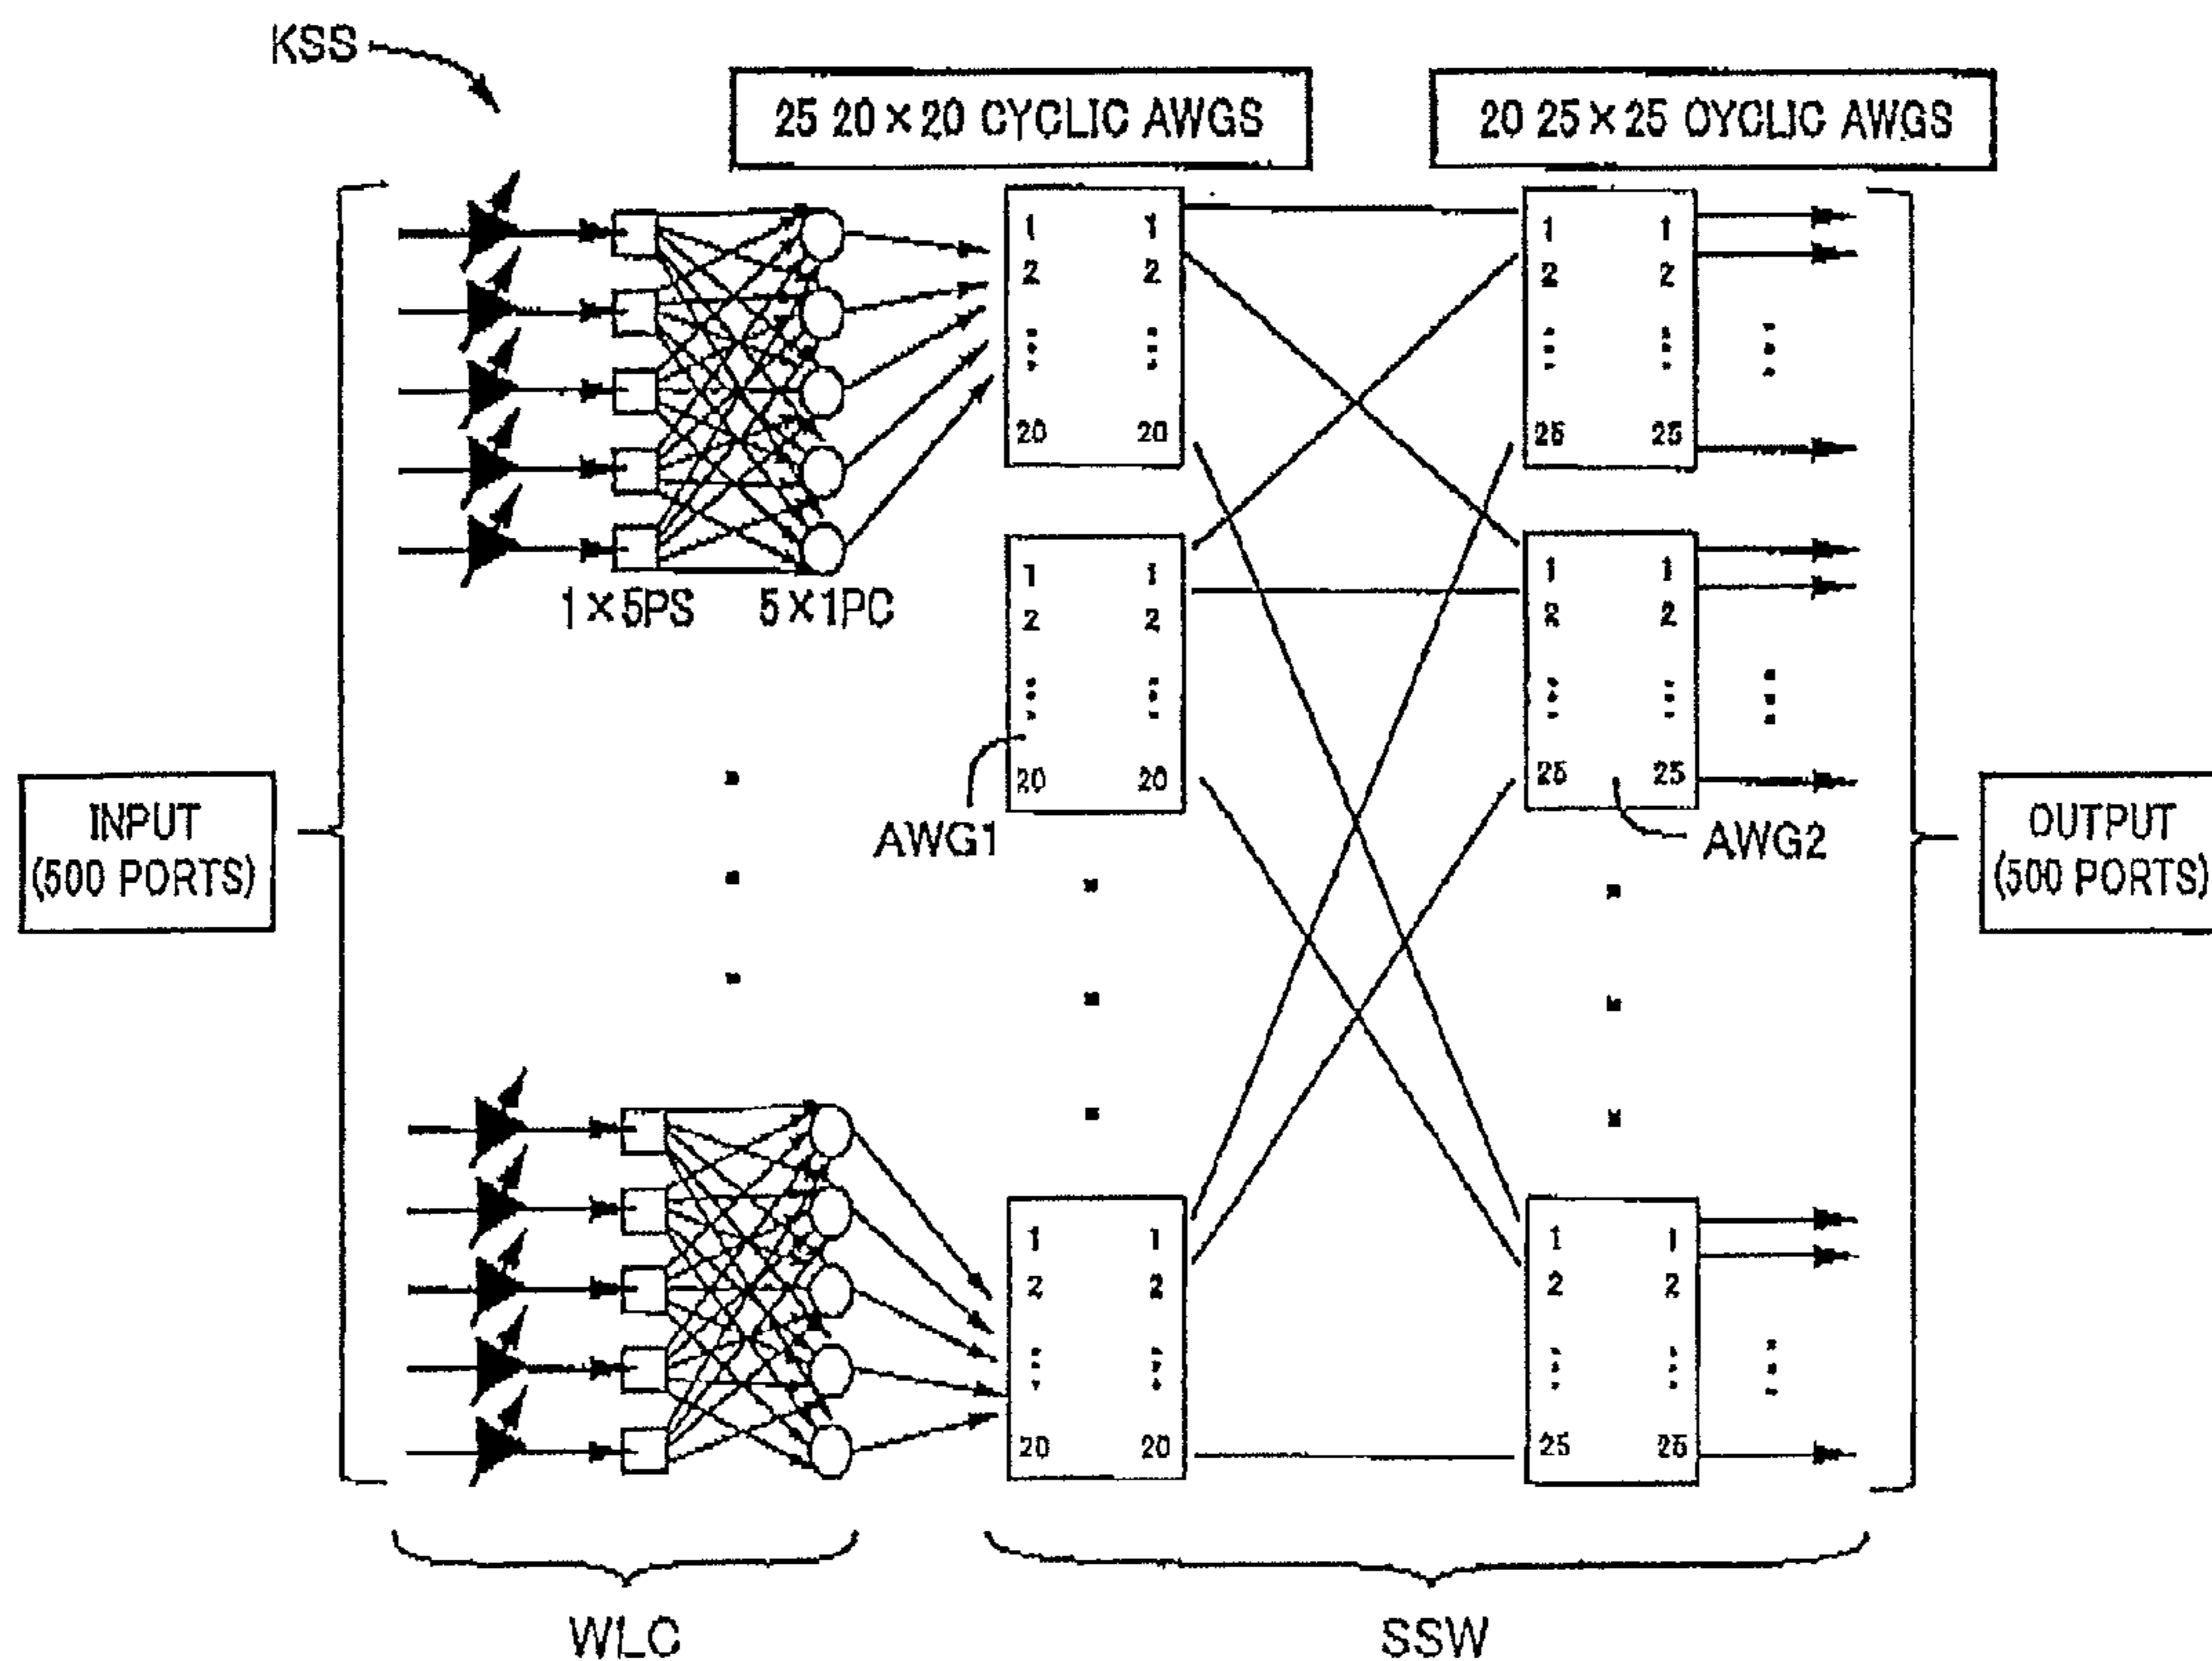 KSS
25 20×20 CYCLIC AWGS
20 25×25 OYCLIC AWGS
1 1
2 2
20 20
1 1
2 2
25 25
1×5PS 5×1PC
1 1
2 2
20 20
AWG1
1 1
2 2
25 25
AWG2
INPUT
(500 PORTS)
OUTPUT
(500 PORTS)
1 1
2 2
20 20
1 1
2 2
25 25
WLC
SSW